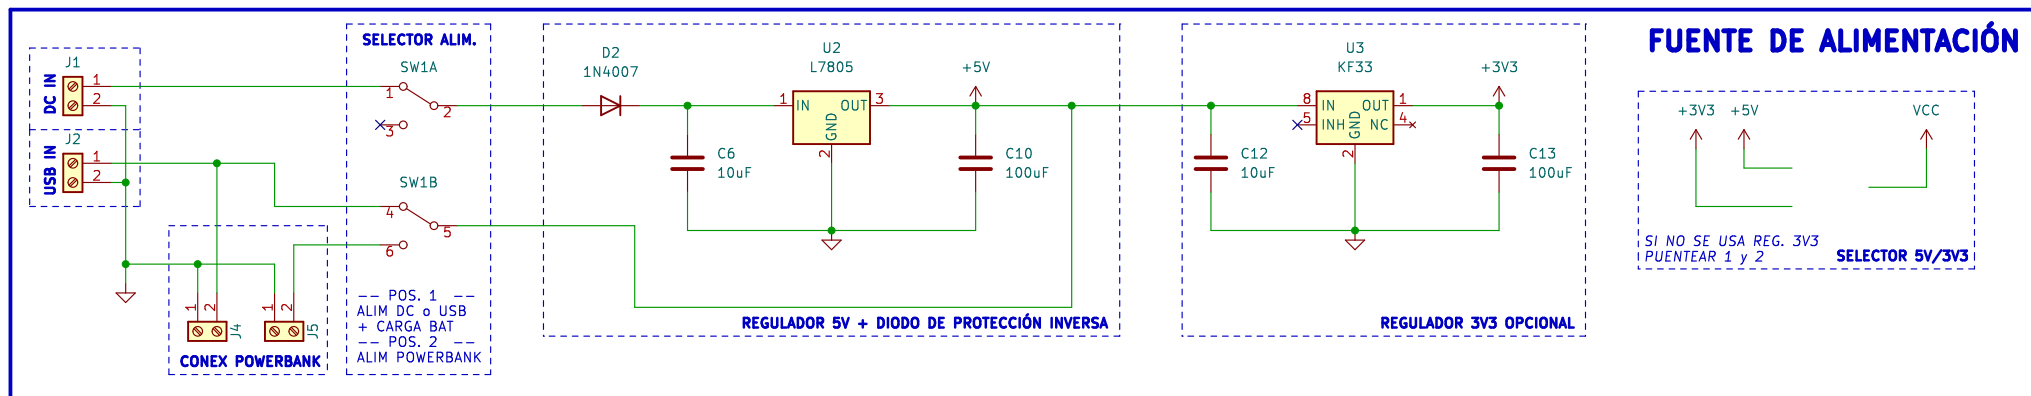 FUENTE DE ALIMENTACIÓN
J1
DC IN
1
2
J2
USB IN
1
2
J4
1
2
J5
1
2
CONEX POWERBANK
SELECTOR ALIM.
SW1A
1
2
3
SW1B
4
5
6
-- POS. 1 --
ALIM DC o USB
+ CARGA BAT
-- POS. 2 --
ALIM POWERBANK
D2
1N4007
U2
L7805
1
IN
OUT
3
GND
2
+5V
C6
10uF
C10
100uF
REGULADOR 5V + DIODO DE PROTECCIÓN INVERSA
U3
KF33
8
IN
OUT
1
5
INH
NC
4
GND
2
+3V3
C12
10uF
C13
100uF
REGULADOR 3V3 OPCIONAL
+3V3
+5V
VCC
SI NO SE USA REG. 3V3
PUENTEAR 1 y 2
SELECTOR 5V/3V3